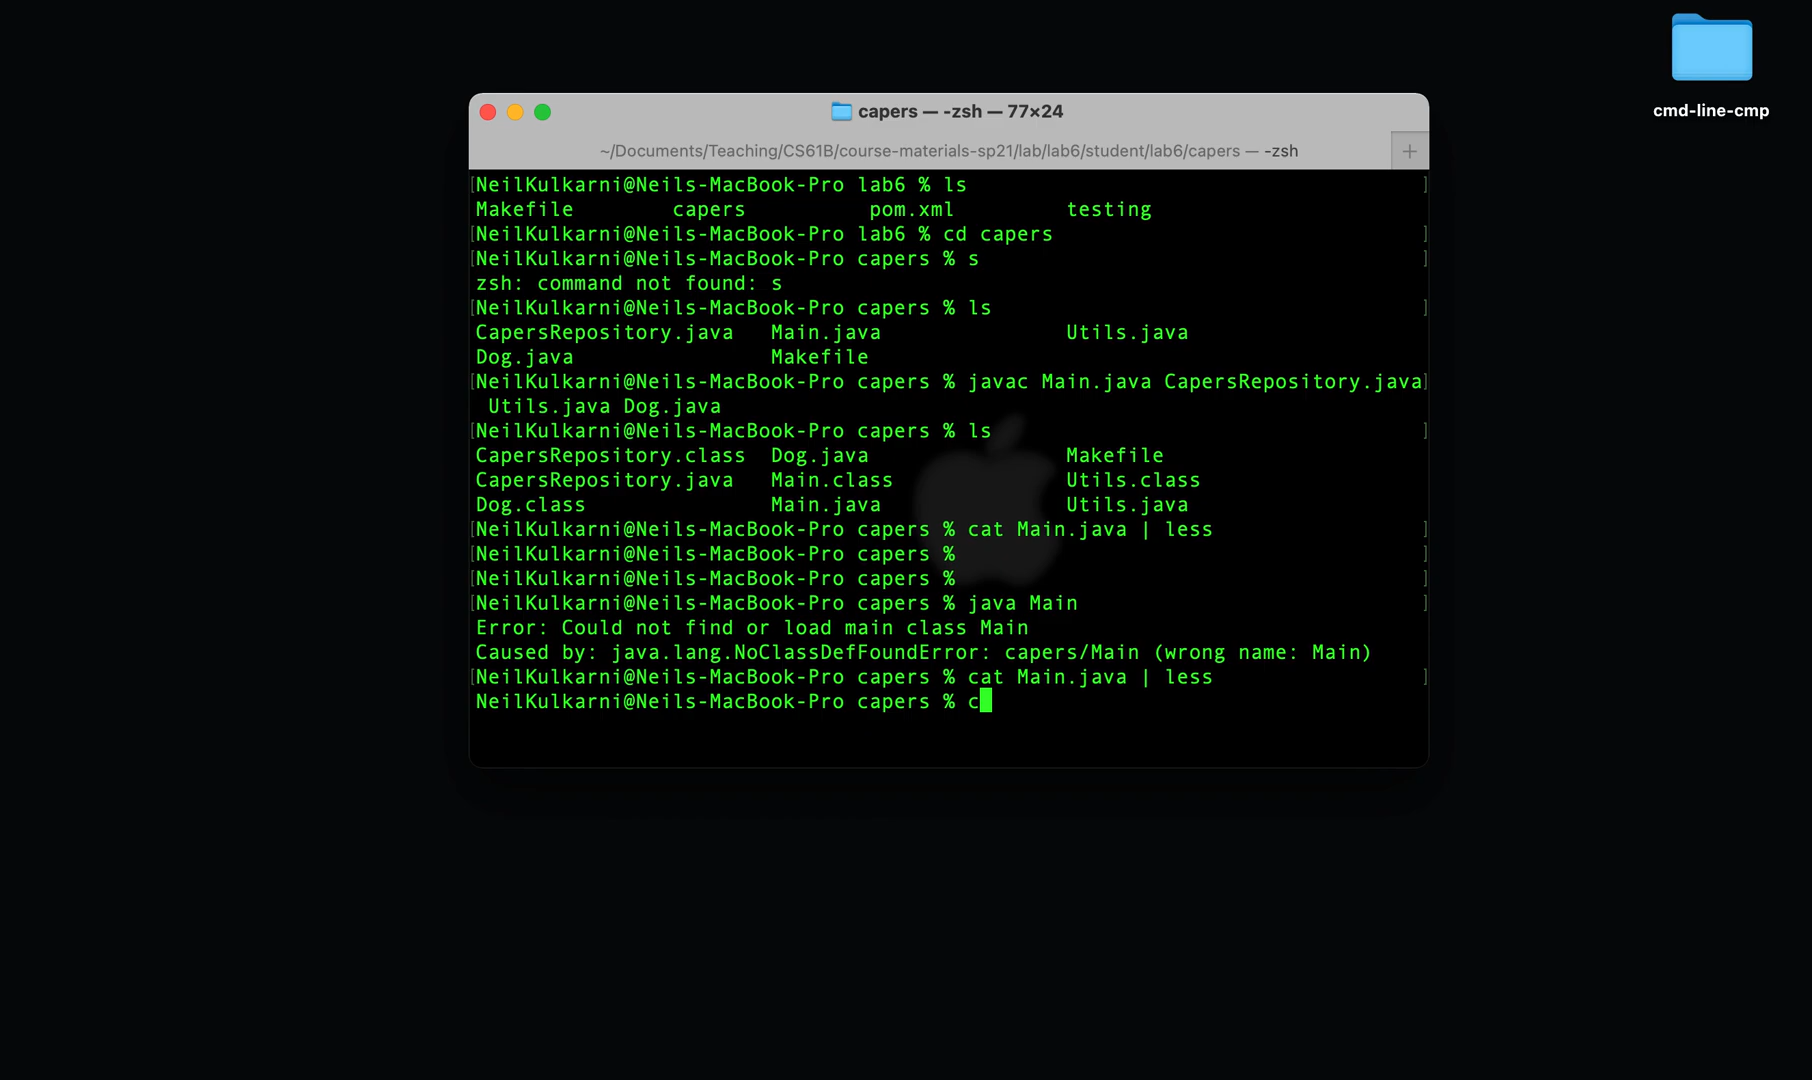 cmd-line-cmp
capers — -zsh — 77×24
~/Documents/Teaching/CS61B/course-materials-sp21/lab/lab6/student/lab6/capers — -zsh
[NeilKulkarni@Neils-MacBook-Pro lab6 % ls ]
Makefile capers pom.xml testing
[NeilKulkarni@Neils-MacBook-Pro lab6 % cd capers ]
[NeilKulkarni@Neils-MacBook-Pro capers % s ]
zsh: command not found: s
[NeilKulkarni@Neils-MacBook-Pro capers % ls ]
CapersRepository.java Main.java Utils.java
Dog.java Makefile
[NeilKulkarni@Neils-MacBook-Pro capers % javac Main.java CapersRepository.java]
Utils.java Dog.java
[NeilKulkarni@Neils-MacBook-Pro capers % ls ]
CapersRepository.class Dog.java Makefile
CapersRepository.java Main.class Utils.class
Dog.class Main.java Utils.java
[NeilKulkarni@Neils-MacBook-Pro capers % cat Main.java | less ]
[NeilKulkarni@Neils-MacBook-Pro capers % ]
[NeilKulkarni@Neils-MacBook-Pro capers % ]
[NeilKulkarni@Neils-MacBook-Pro capers % java Main ]
Error: Could not find or load main class Main
Caused by: java.lang.NoClassDefFoundError: capers/Main (wrong name: Main)
[NeilKulkarni@Neils-MacBook-Pro capers % cat Main.java | less ]
NeilKulkarni@Neils-MacBook-Pro capers % c